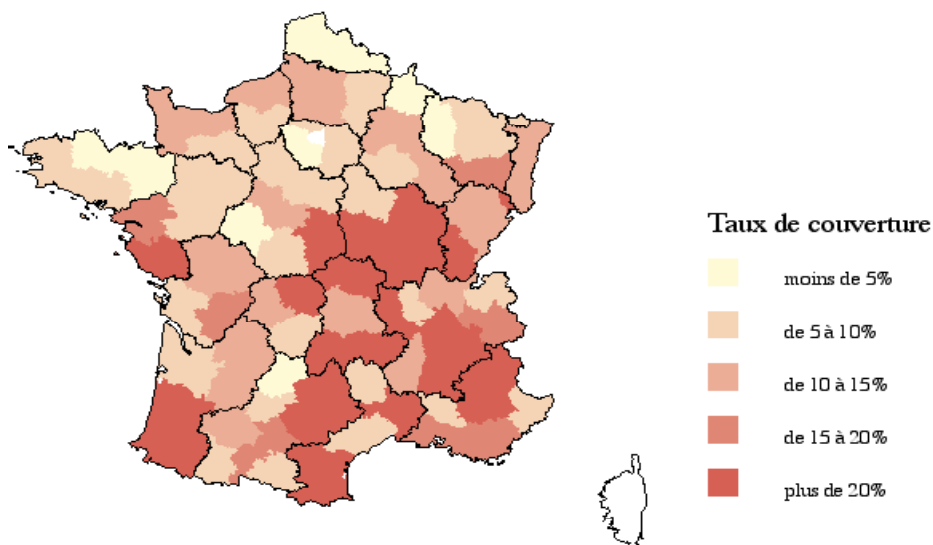 Taux de couverture
moins de 5%
de 5 à 10%
de 10 à 15%
de 15 à 20%
plus de 20%